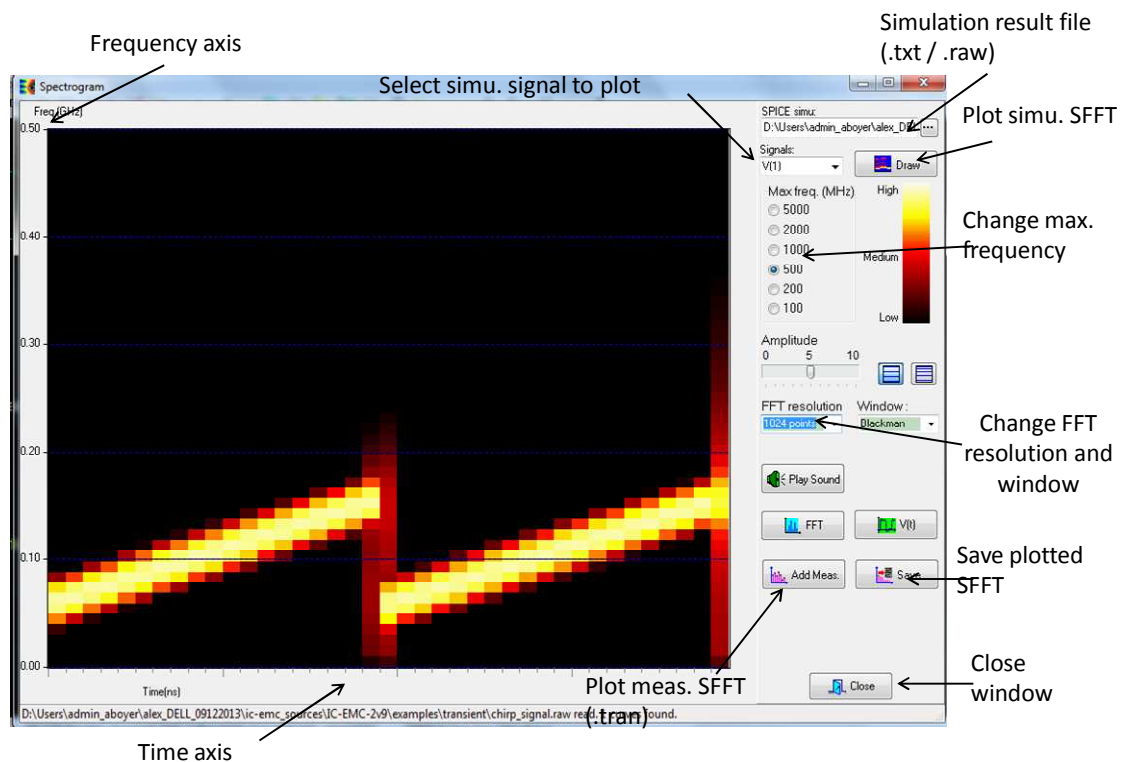 Simulation result file
(.txt / .raw)
Frequency axis
Select simu. signal to plot
Spectrogram
Freq.(GHz)
SPICE simu:
D:\Users\admin_aboyer\alex_DEL
...
Plot simu. SFFT
Signals:
V(1)
Draw
0.50
0.40
0.30
0.20
0.10
0.00
Max freq. (MHz)
5000
2000
1000
500
200
100
High
Medium
Low
Change max.
frequency
Amplitude
0 5 10
FFT resolution
Window :
1024 points
Blackman
Change FFT
resolution and
window
Play Sound
FFT
V(t)
Add Meas.
Save
Save plotted
SFFT
Time(ns)
Plot meas. SFFT
(.tran)
Close
Close
window
D:\Users\admin_aboyer\alex_DELL_09122013\ic-emc_sources\IC-EMC-2v9\examples\transient\chirp_signal.raw read. curves found.
Time axis